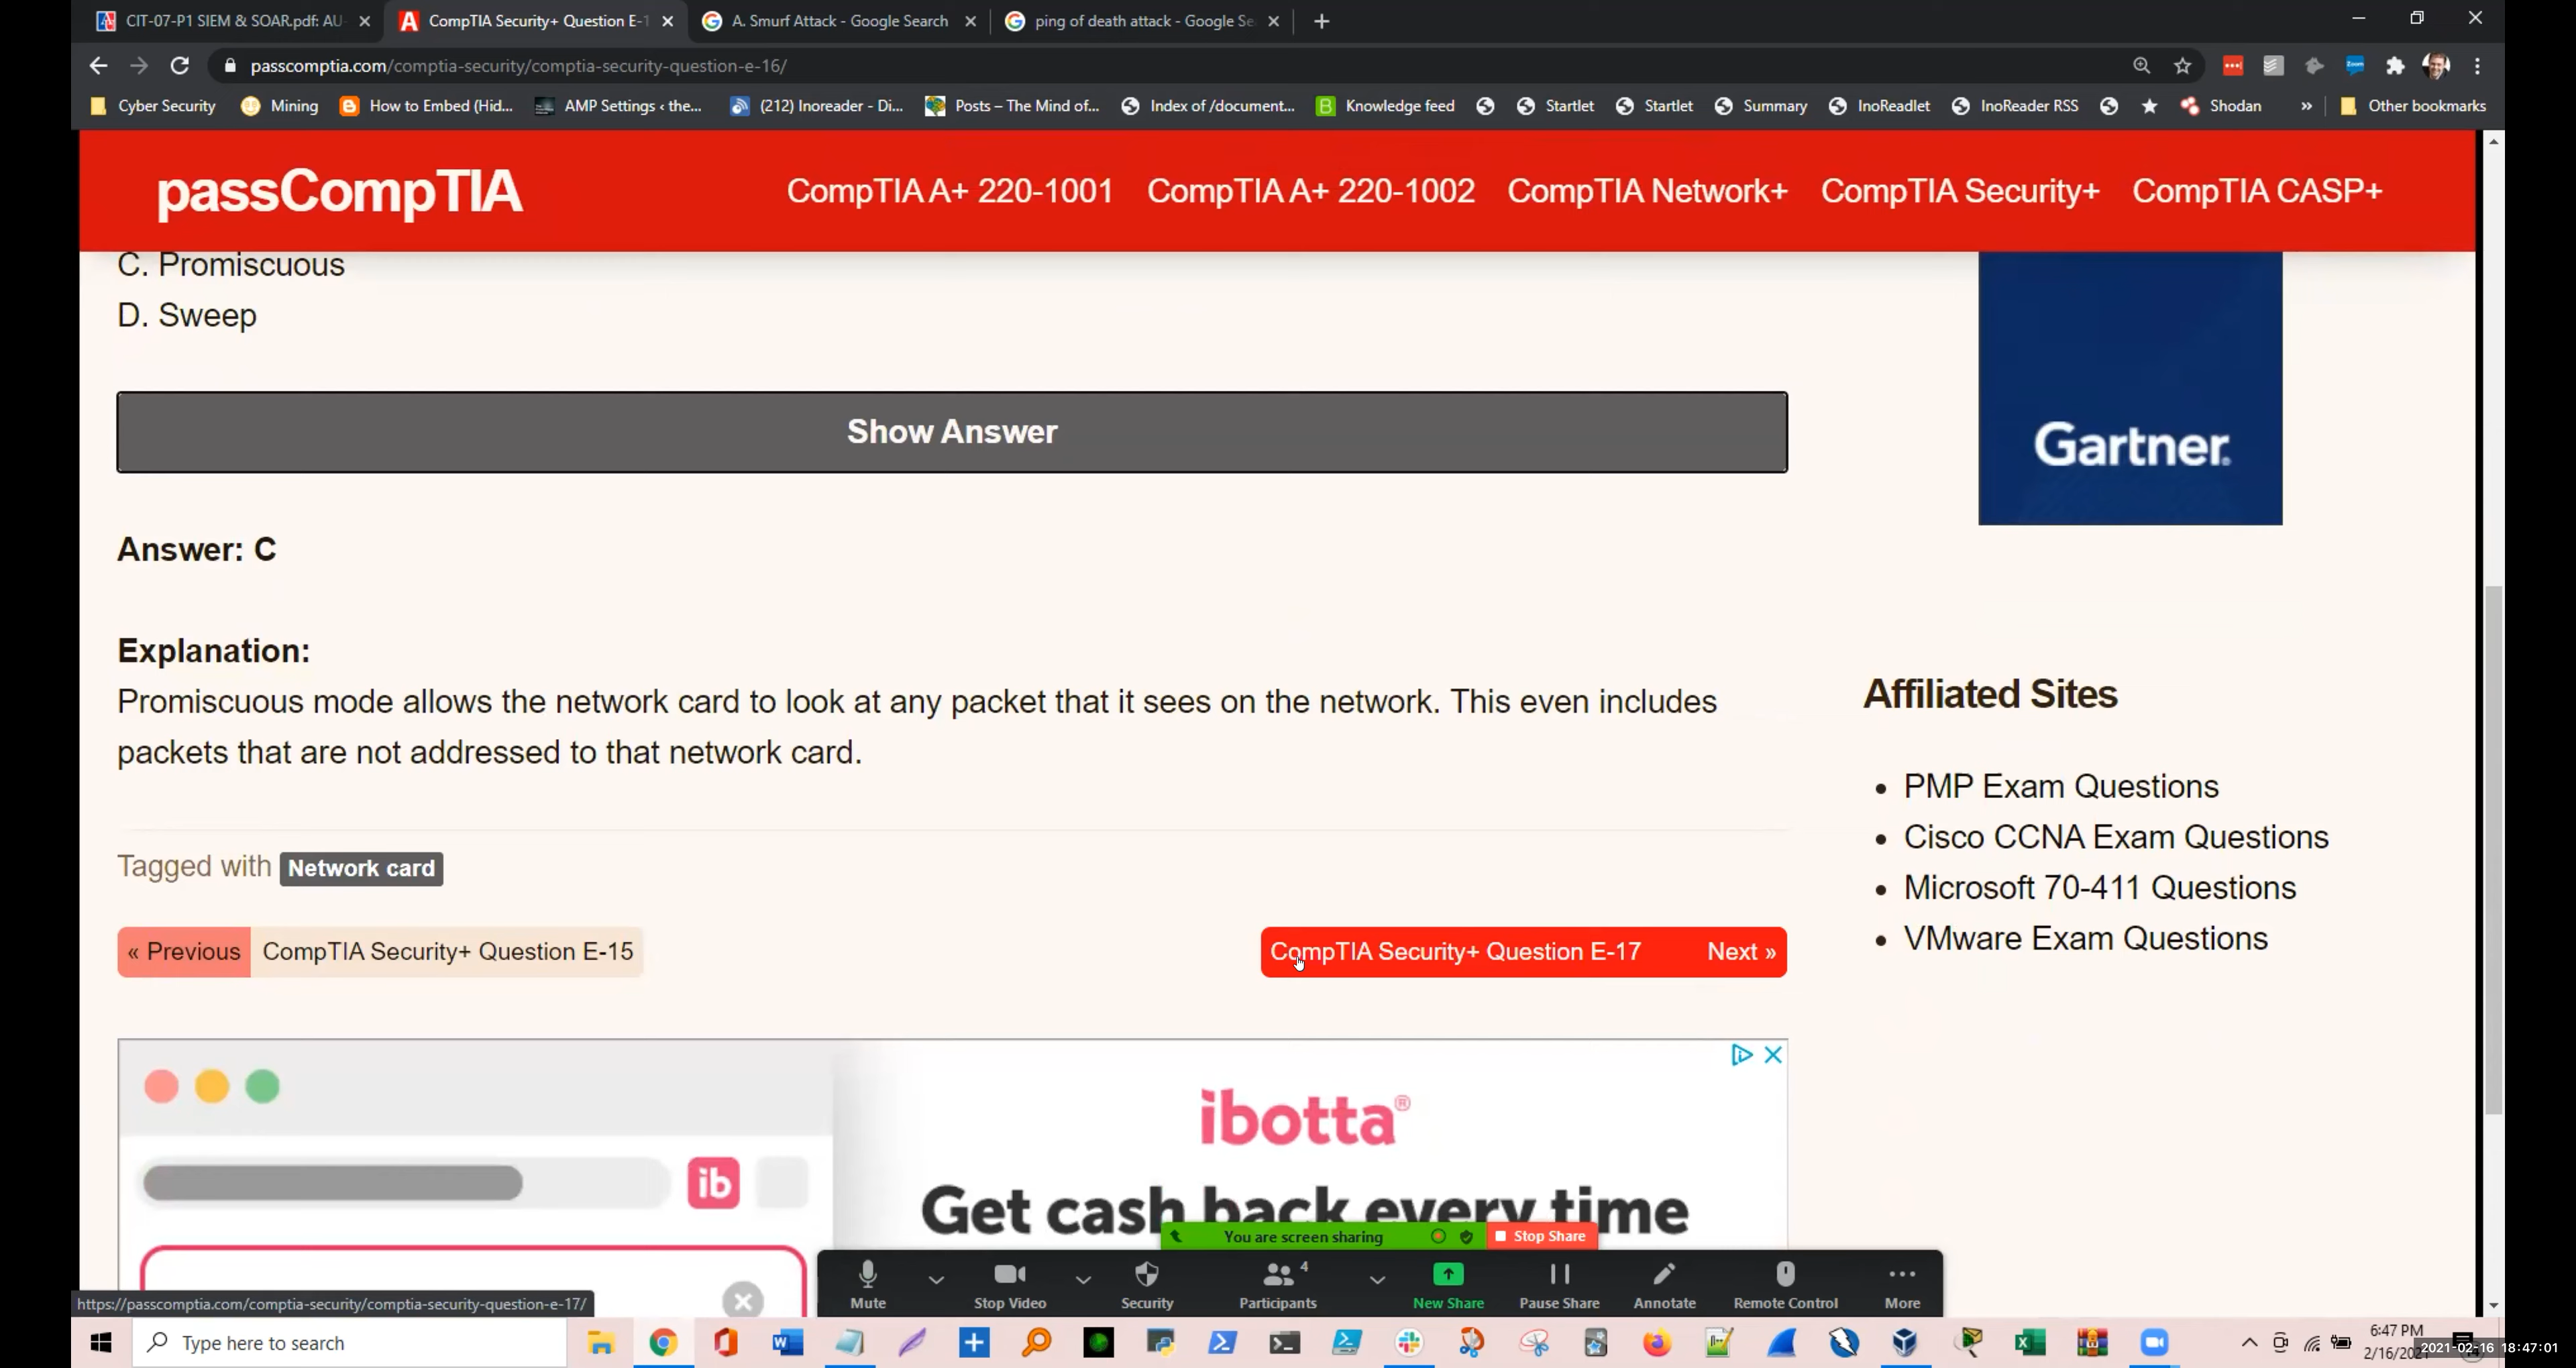 CIT-07-P1 SIEM & SOAR.pdf: AU
CompTIA Security+ Question E-1
A. Smurf Attack - Google Search
ping of death attack - Google Se
passcomptia.com/comptia-security/comptia-security-question-e-16/
Cyber Security
Mining
How to Embed (Hid...
AMP Settings ‹ the...
(212) Inoreader - Di...
Posts – The Mind of...
Index of /document...
Knowledge feed
Startlet
Startlet
Summary
InoReadlet
InoReader RSS
Shodan
»
Other bookmarks
passCompTIA
CompTIA A+ 220-1001
CompTIA A+ 220-1002
CompTIA Network+
CompTIA Security+
CompTIA CASP+
C. Promiscuous
D. Sweep
Show Answer
Gartner
Answer: C
Explanation:
Promiscuous mode allows the network card to look at any packet that it sees on the network. This even includes
packets that are not addressed to that network card.
Affiliated Sites
• PMP Exam Questions
• Cisco CCNA Exam Questions
• Microsoft 70-411 Questions
• VMware Exam Questions
Tagged with Network card
« Previous CompTIA Security+ Question E-15
CompTIA Security+ Question E-17 Next »
ibotta®
ib
Get cash back every time
You are screen sharing
Stop Share
4
Mute
Stop Video
Security
Participants
New Share
Pause Share
Annotate
Remote Control
More
https://passcomptia.com/comptia-security/comptia-security-question-e-17/
Type here to search
6:47 PM
2/16/202
2021-02-16 18:47:01